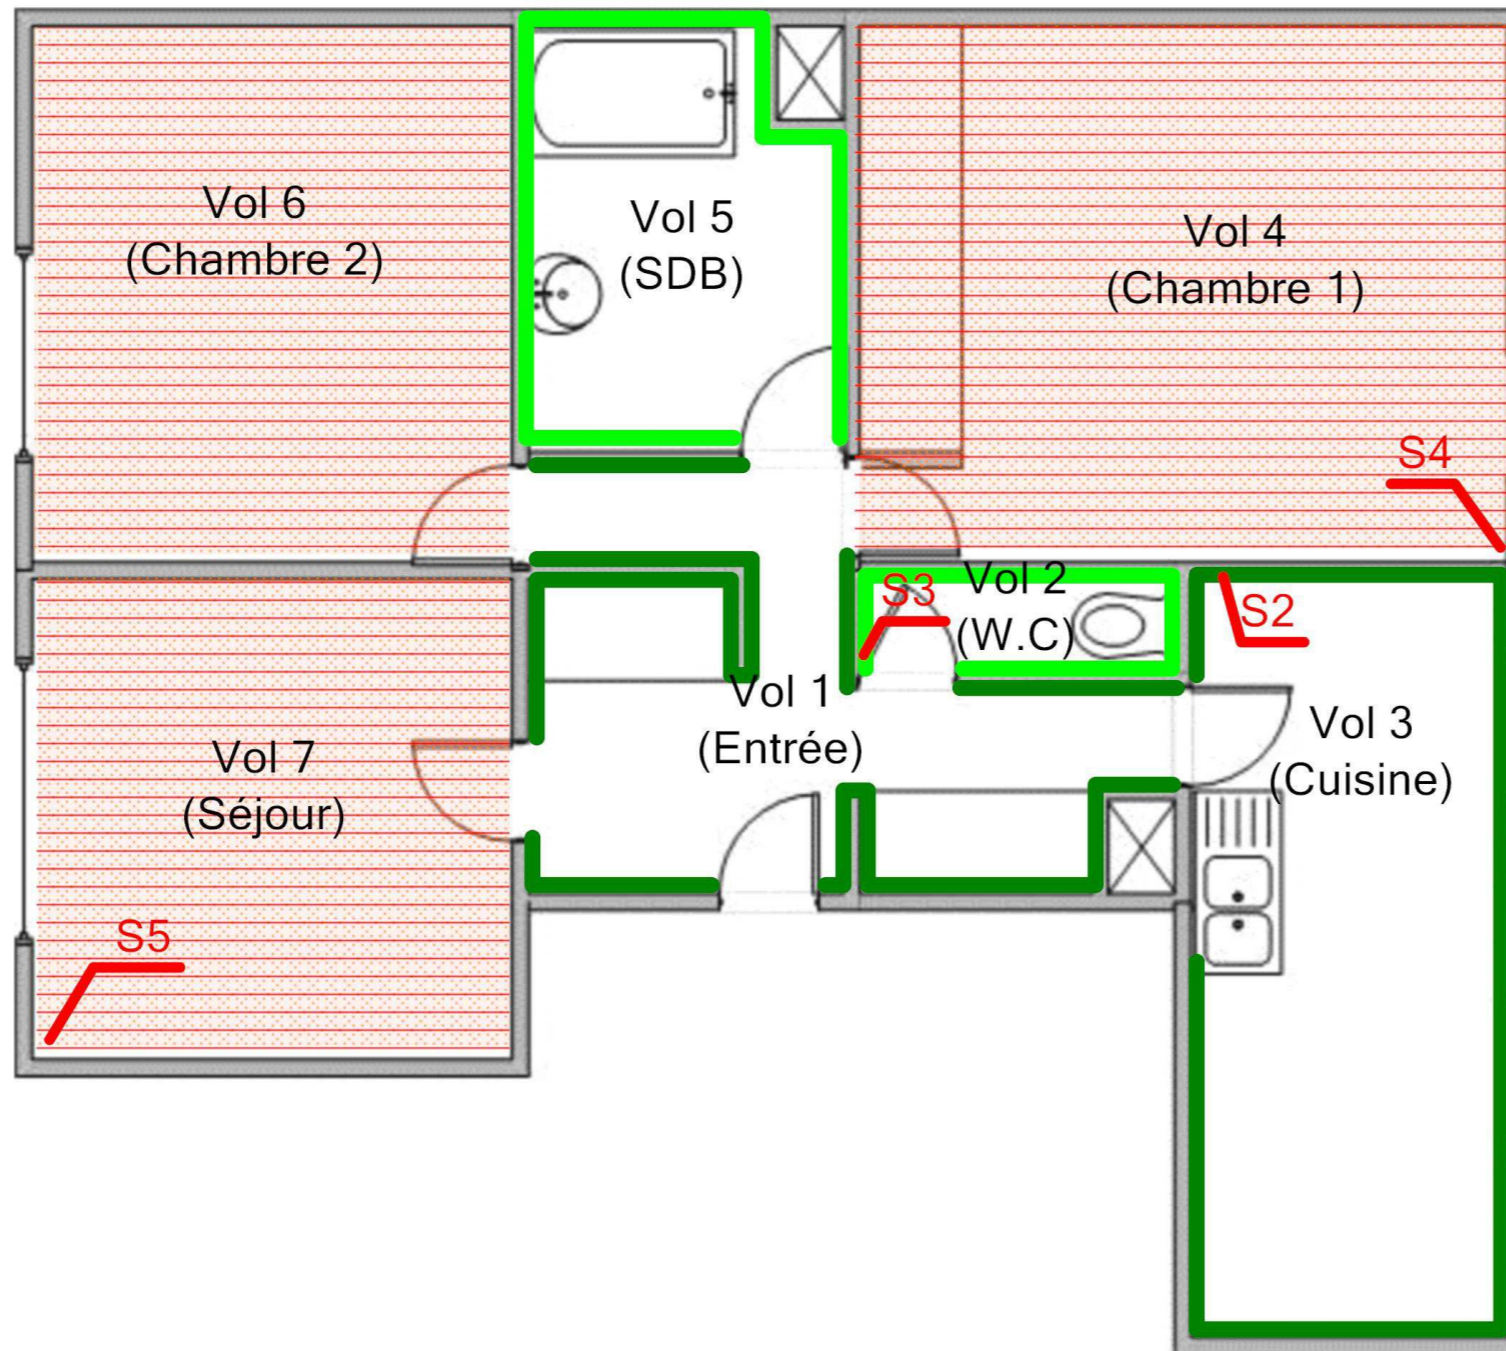 Vol 6
(Chambre 2)
Vol 5
(SDB)
Vol 4
(Chambre 1)
S4
S3
Vol 2
(W.C)
S2
Vol 1
(Entrée)
Vol 3
(Cuisine)
Vol 7
(Séjour)
S5